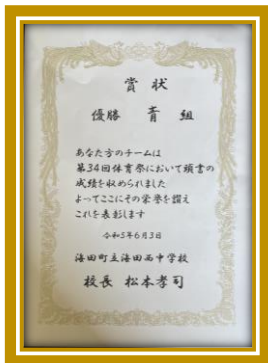 賞状
優勝 青組
あなた方のチームは
第34回体育祭において頭書の
成績を収められました
よってここにその栄誉を讃え
これを表彰します
令和5年6月3日
海田町立海田西中学校
校長 松本孝司